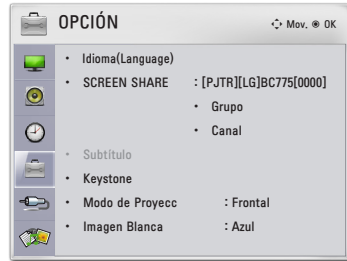 OPCIÓN
Mov. OK
• Idioma(Language)
• SCREEN SHARE : [PJTR][LG]BC775[0000]
• Grupo
• Canal
• Subtítulo
• Keystone
• Modo de Proyecc : Frontal
• Imagen Blanca : Azul